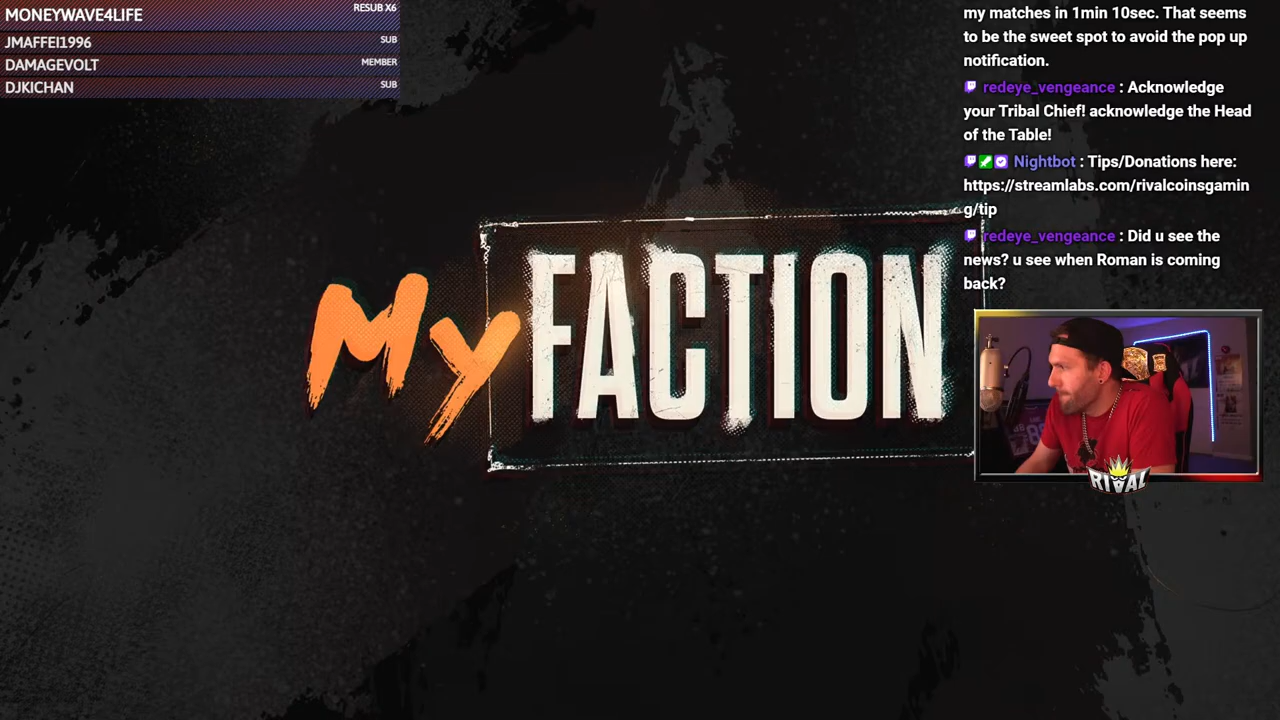 MONEYWAVE4LIFE RESUB X6
JMAFFEI1996 SUB
DAMAGEVOLT MEMBER
DJKICHAN SUB
my matches in 1min 10sec. That seems
to be the sweet spot to avoid the pop up
notification.
redeye_vengeance : Acknowledge
your Tribal Chief! acknowledge the Head
of the Table!
Nightbot : Tips/Donations here:
https://streamlabs.com/rivalcoinsgamin
g/tip
redeye_vengeance : Did u see the
news? u see when Roman is coming
back?
My FACTION
RIVAL